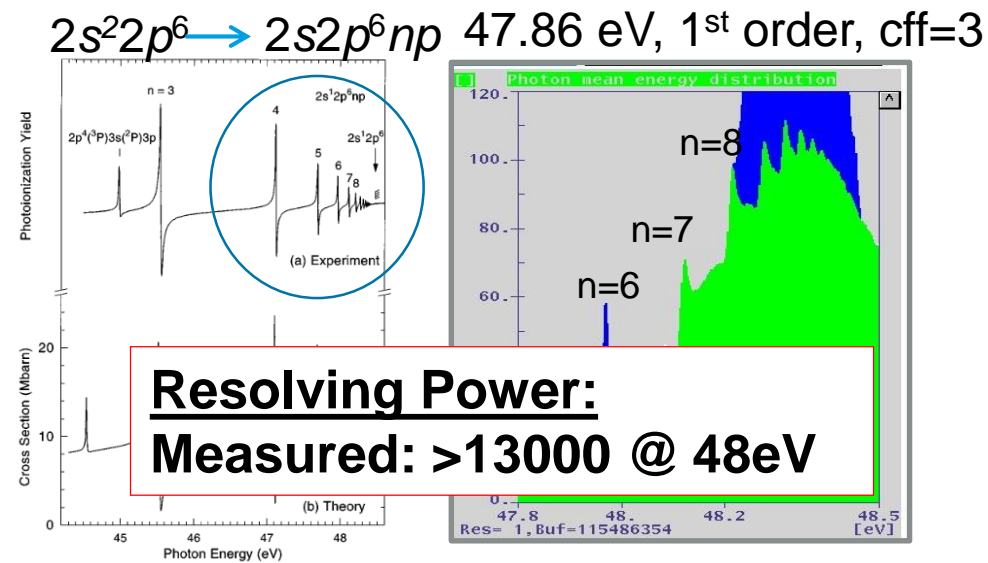 2s²2p⁶ → 2s2p⁶np 47.86 eV, 1ˢᵗ order, cff=3
n = 3
4
2s¹2p⁶np
2p⁴(³P)3s(²P)3p
2s¹2p⁶
5
6
7
8
(a) Experiment
Photoionization Yield
20
10
0
Cross Section (Mbarn)
(b) Theory
45 46 47 48
Photon Energy (eV)
[ ] Photon mean energy distribution
^
120.
100.
80.
60.
0.
n=8
n=7
n=6
47.8 48. 48.2 48.5
Res= 1,Buf=115486354 [eV]
Resolving Power:
Measured: >13000 @ 48eV